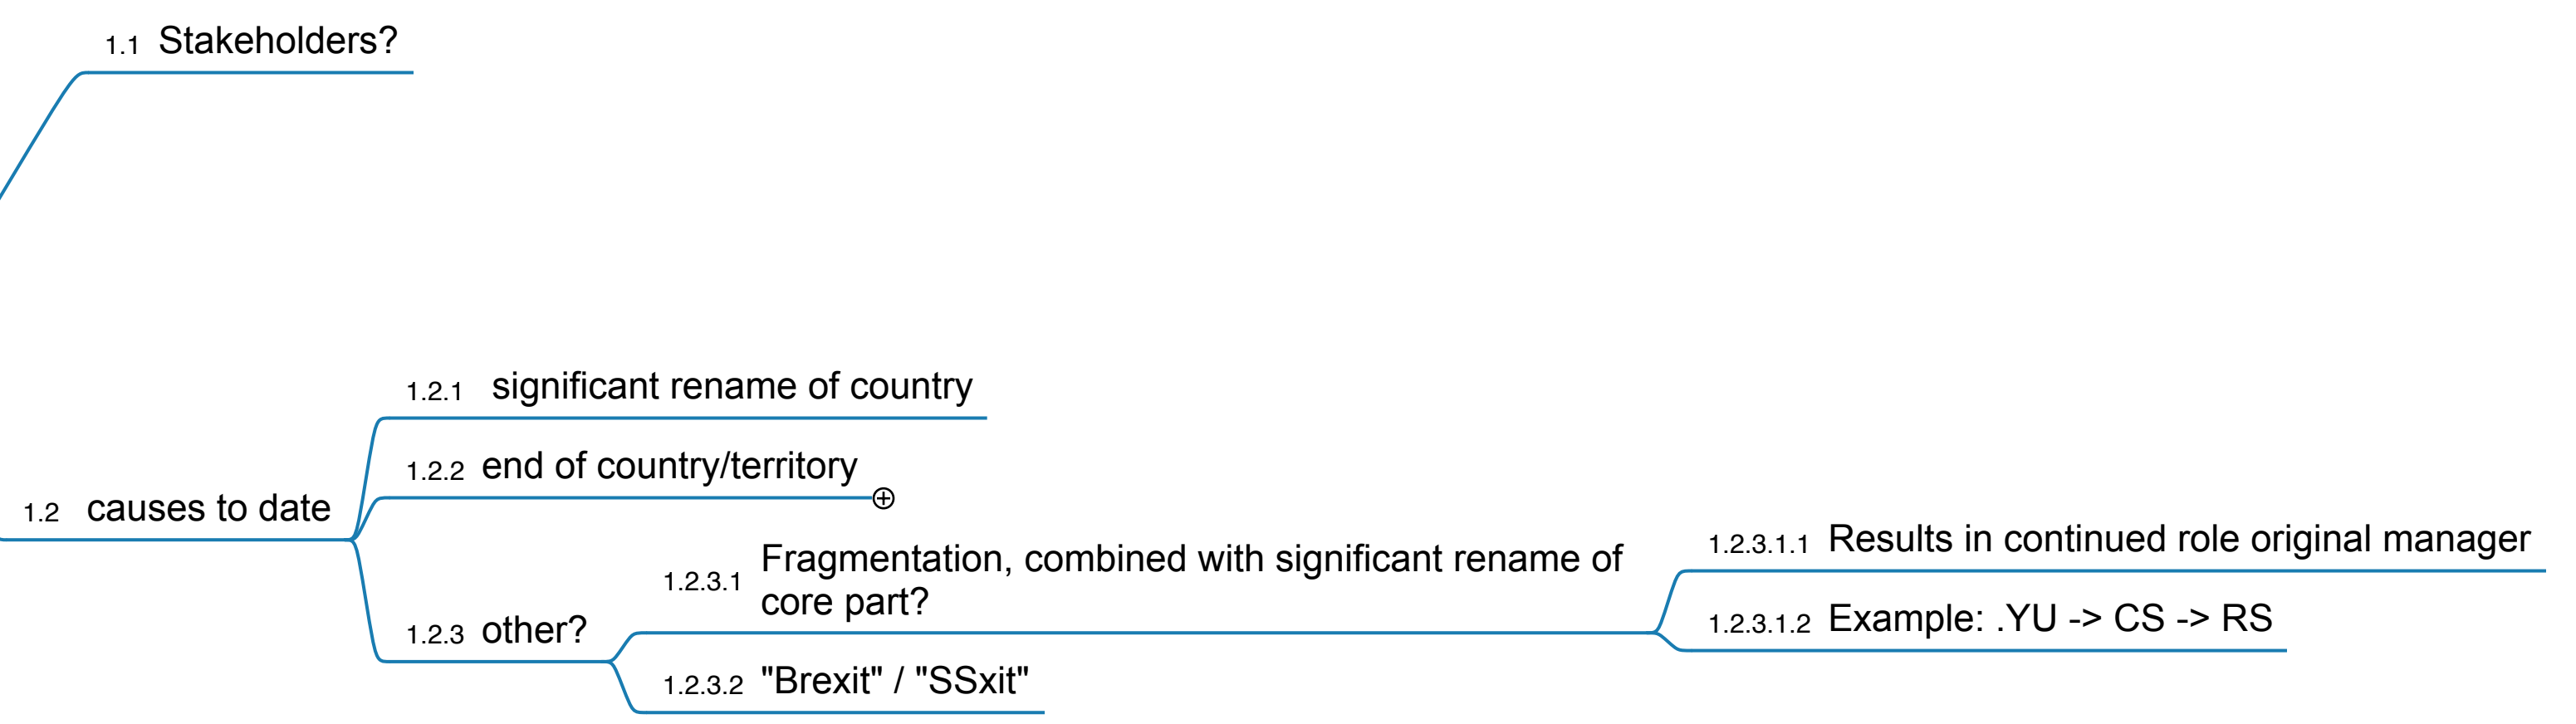 1.1 Stakeholders?
1.2 causes to date
1.2.1 significant rename of country
1.2.2 end of country/territory
1.2.3 other?
1.2.3.1 Fragmentation, combined with significant rename of
core part?
1.2.3.1.1 Results in continued role original manager
1.2.3.1.2 Example: .YU -> CS -> RS
1.2.3.2 "Brexit" / "SSxit"